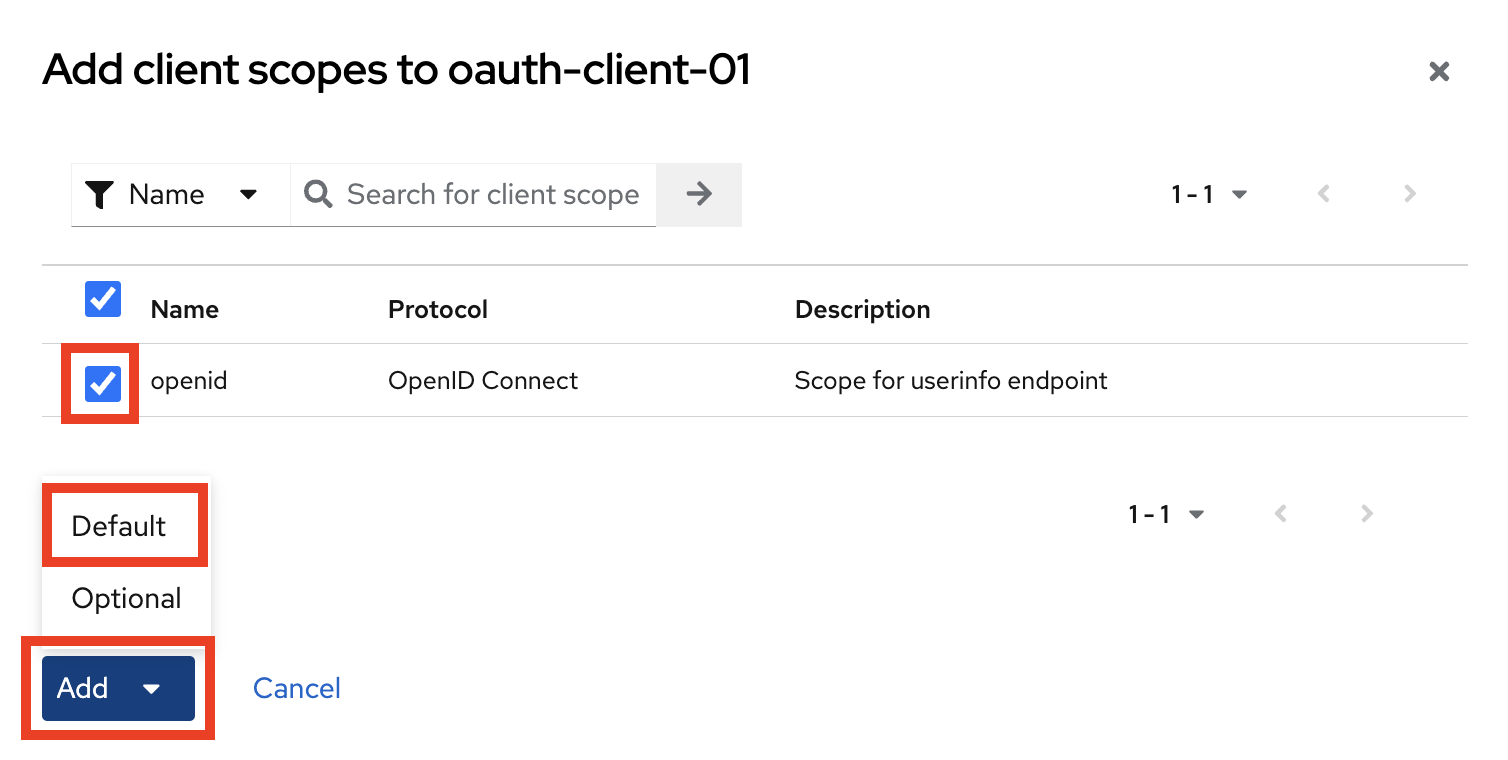 Add client scopes to oauth-client-01
Name Search for client scope 1 - 1
Name Protocol Description
openid OpenID Connect Scope for userinfo endpoint
Default
1 - 1
Optional
Add Cancel